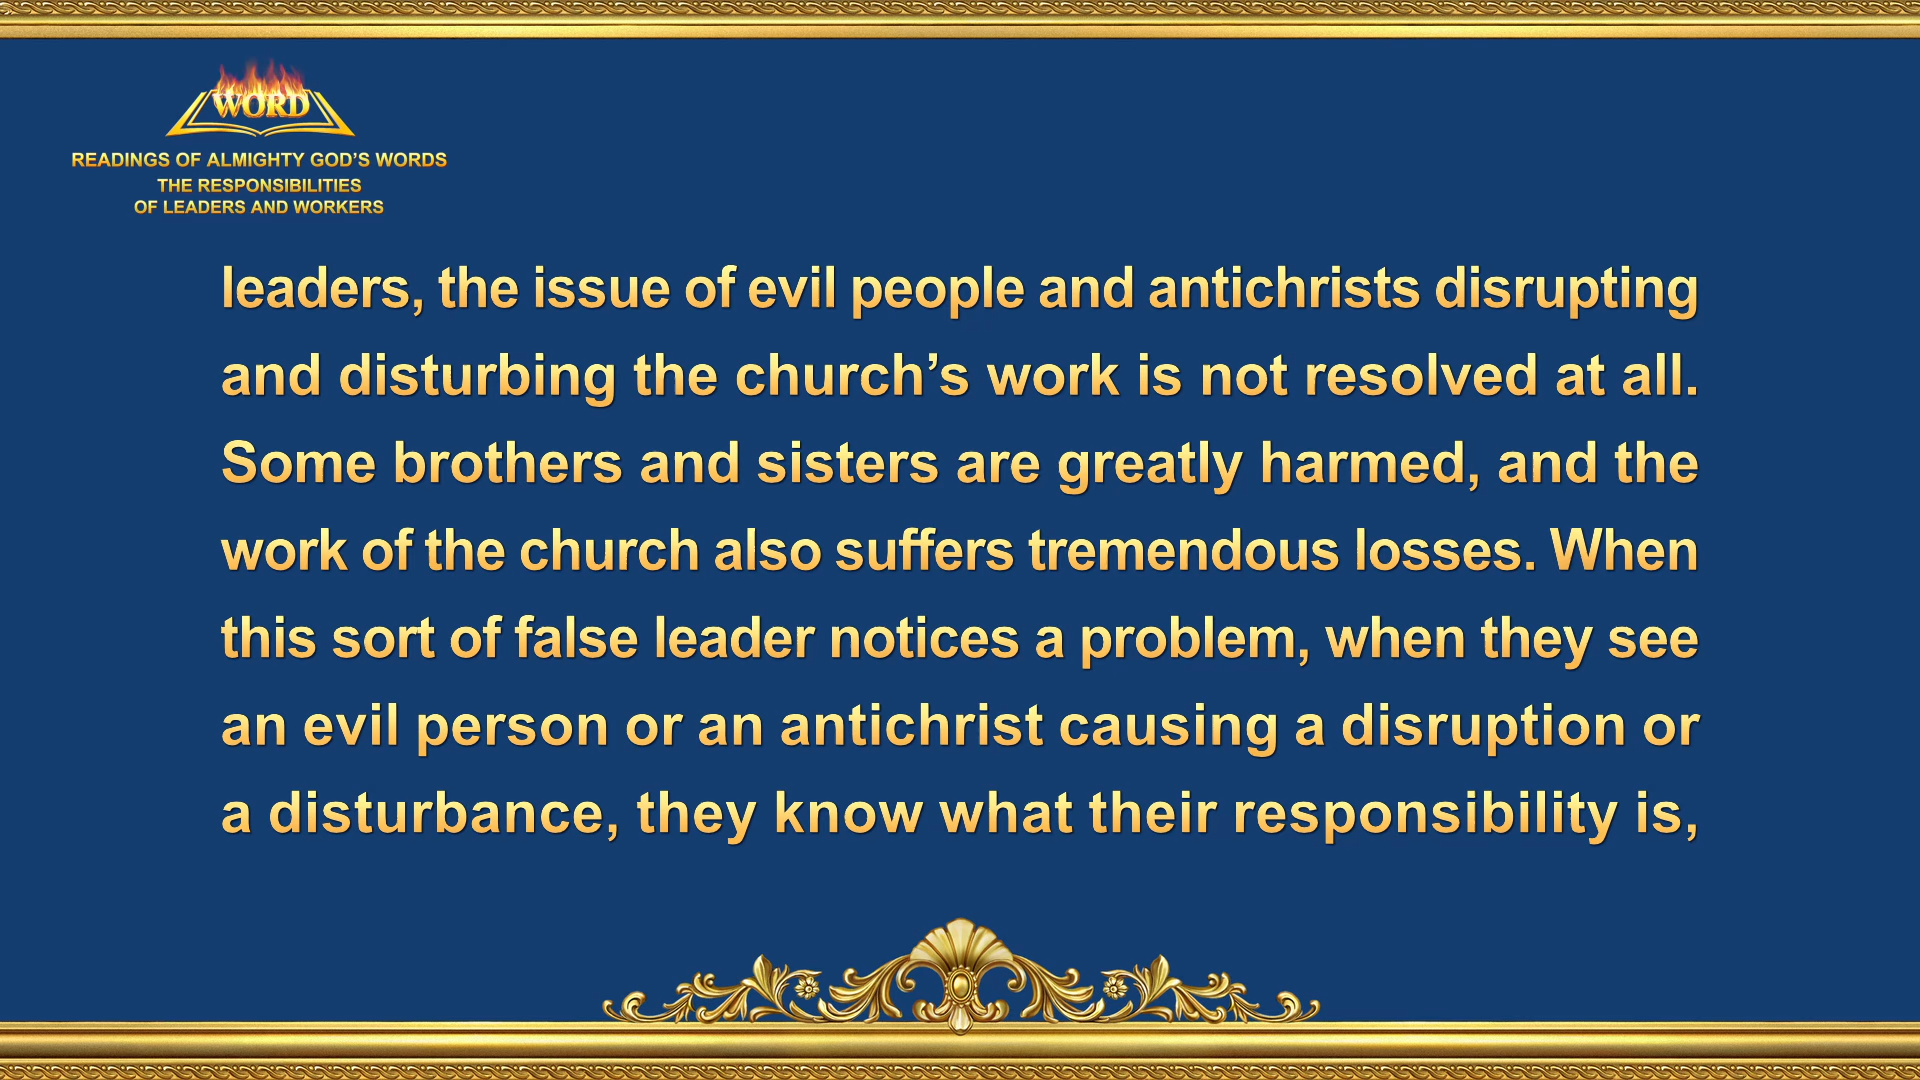 WORD
READINGS OF ALMIGHTY GOD’S WORDS
THE RESPONSIBILITIES
OF LEADERS AND WORKERS
leaders, the issue of evil people and antichrists disrupting
and disturbing the church’s work is not resolved at all.
Some brothers and sisters are greatly harmed, and the
work of the church also suffers tremendous losses. When
this sort of false leader notices a problem, when they see
an evil person or an antichrist causing a disruption or
a disturbance, they know what their responsibility is,